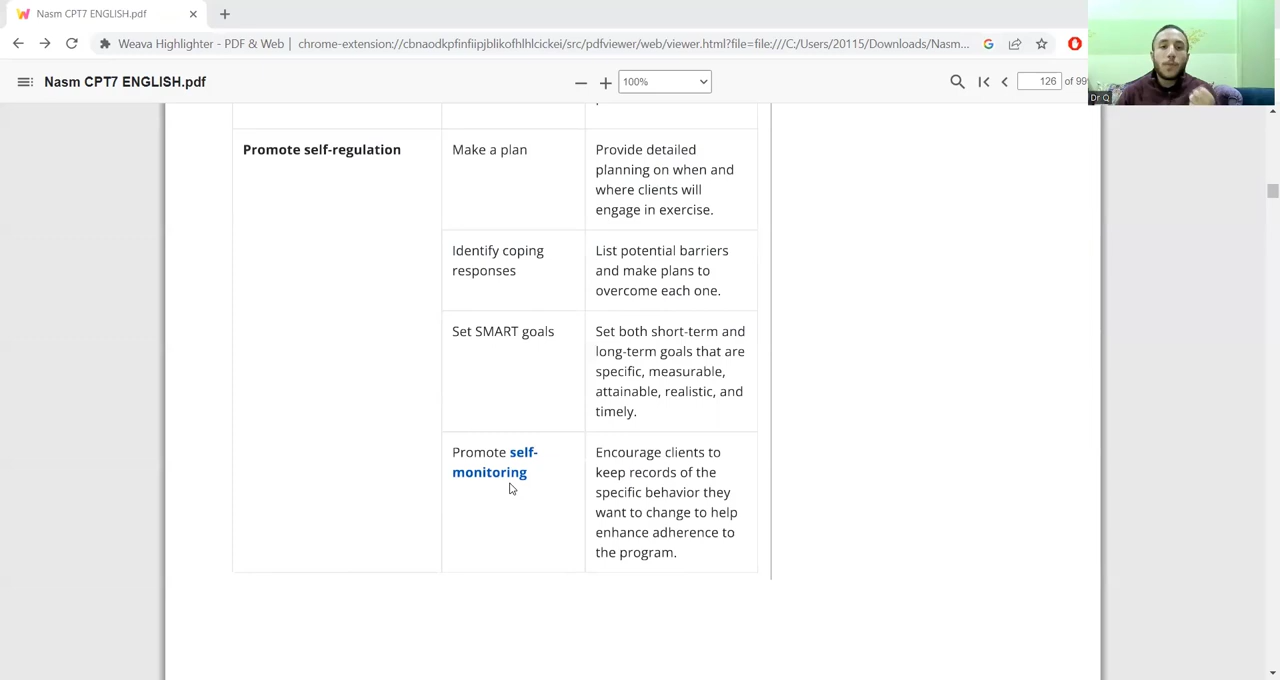 Nasm CPT7 ENGLISH.pdf
Weava Highlighter - PDF & Web | chrome-extension://cbnaodkpfinfiipjblikofhlhlcickei/src/pdfviewer/web/viewer.html?file=file:///C:/Users/20115/Downloads/Nasm...
Nasm CPT7 ENGLISH.pdf
100%
126 of 99
Dr Q
Promote self-regulation
Make a plan
Provide detailed
planning on when and
where clients will
engage in exercise.
Identify coping
responses
List potential barriers
and make plans to
overcome each one.
Set SMART goals
Set both short-term and
long-term goals that are
specific, measurable,
attainable, realistic, and
timely.
Promote self-
monitoring
Encourage clients to
keep records of the
specific behavior they
want to change to help
enhance adherence to
the program.